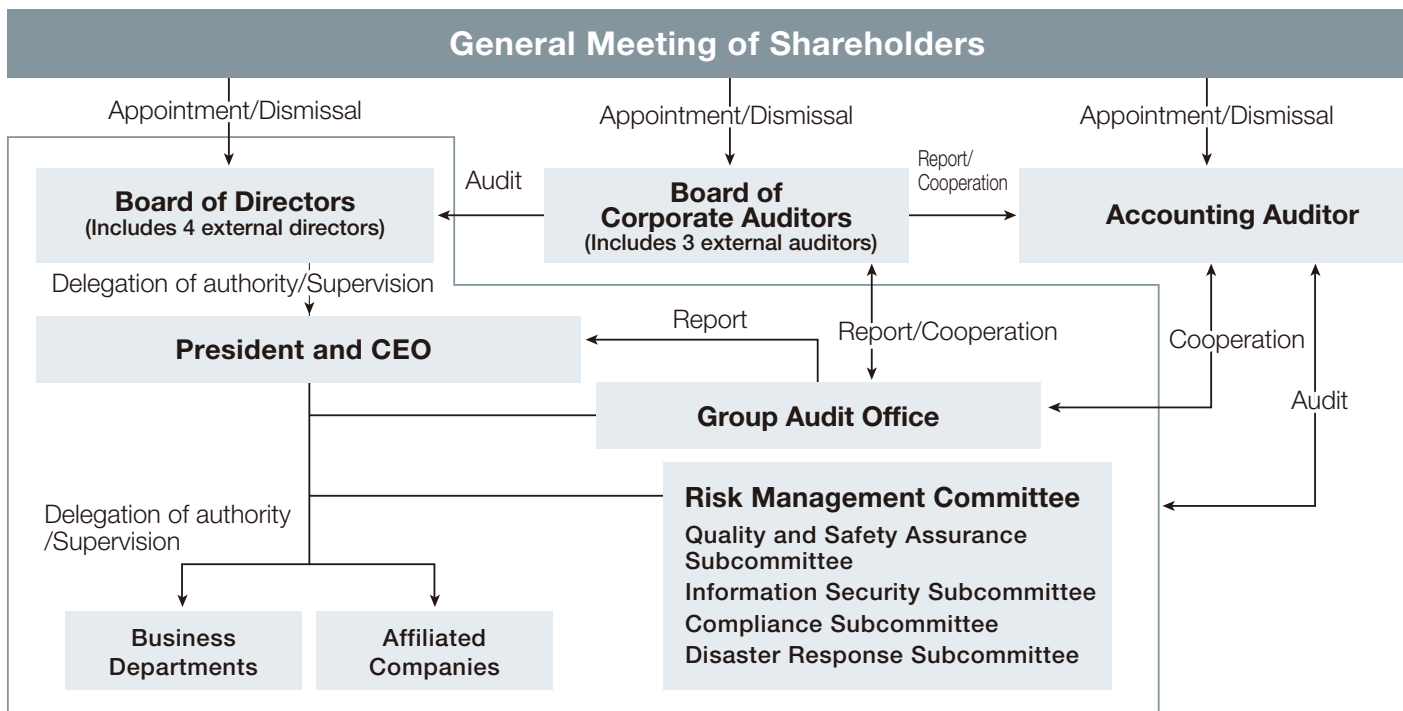 General Meeting of Shareholders
Appointment/Dismissal
Appointment/Dismissal
Appointment/Dismissal
Board of Directors
(Includes 4 external directors)
Audit
Board of
Corporate Auditors
(Includes 3 external auditors)
Report/
Cooperation
Accounting Auditor
Delegation of authority/Supervision
President and CEO
Report
Report/Cooperation
Cooperation
Audit
Group Audit Office
Risk Management Committee
Quality and Safety Assurance
Subcommittee
Information Security Subcommittee
Compliance Subcommittee
Disaster Response Subcommittee
Delegation of authority
/Supervision
Business
Departments
Affiliated
Companies